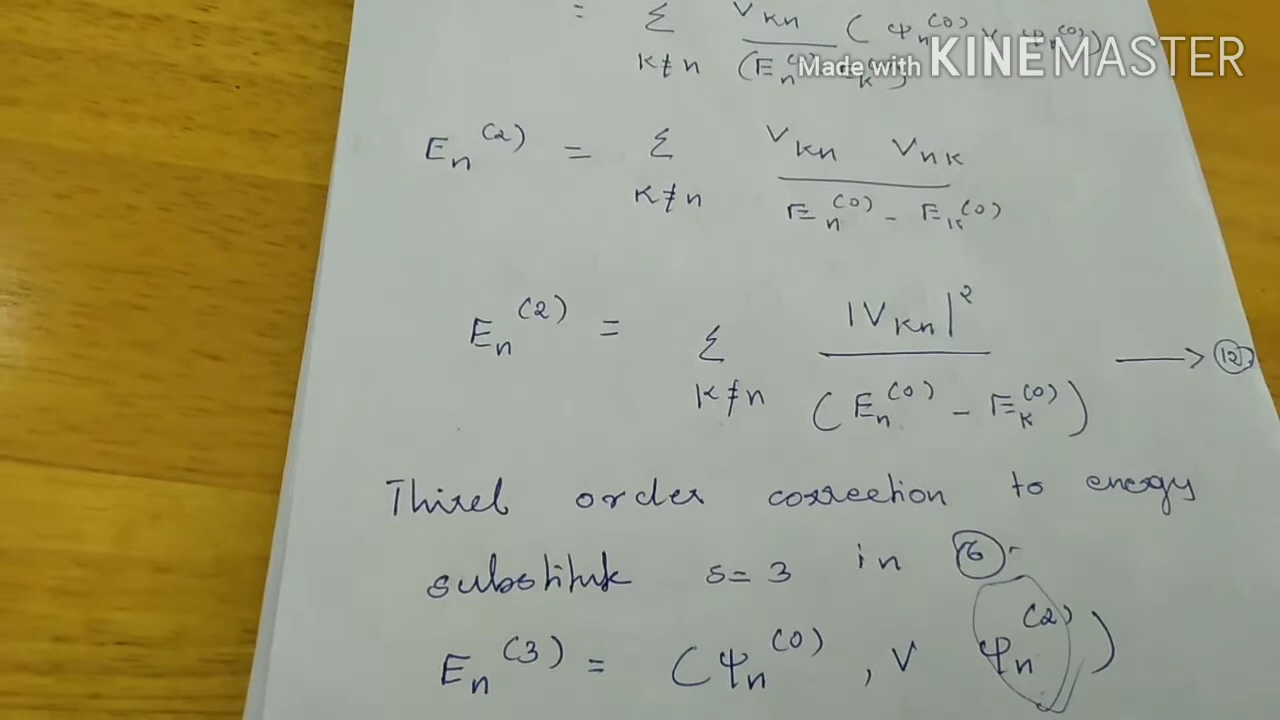 = Σ V_kn ( Ψ_n^(0) V Ψ_k^(0))
k≠n (E_n^(0) - E_k^(0))
Made with KINEMASTER
E_n^(2) = Σ V_kn V_nk
k≠n E_n^(0) - E_k^(0)
E_n^(2) = Σ |V_kn|^2 → (12)
k≠n (E_n^(0) - E_k^(0))
Third order correction to energy
substitute s=3 in (6).
E_n^(3) = (Ψ_n^(0), V Ψ_n^(2))